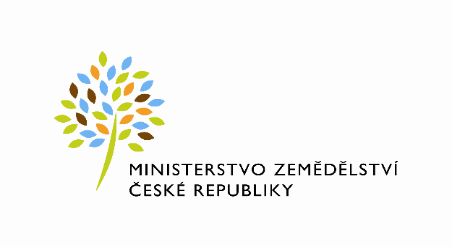 MINISTERSTVO ZEMĚDĚLSTVÍ
ČESKÉ REPUBLIKY